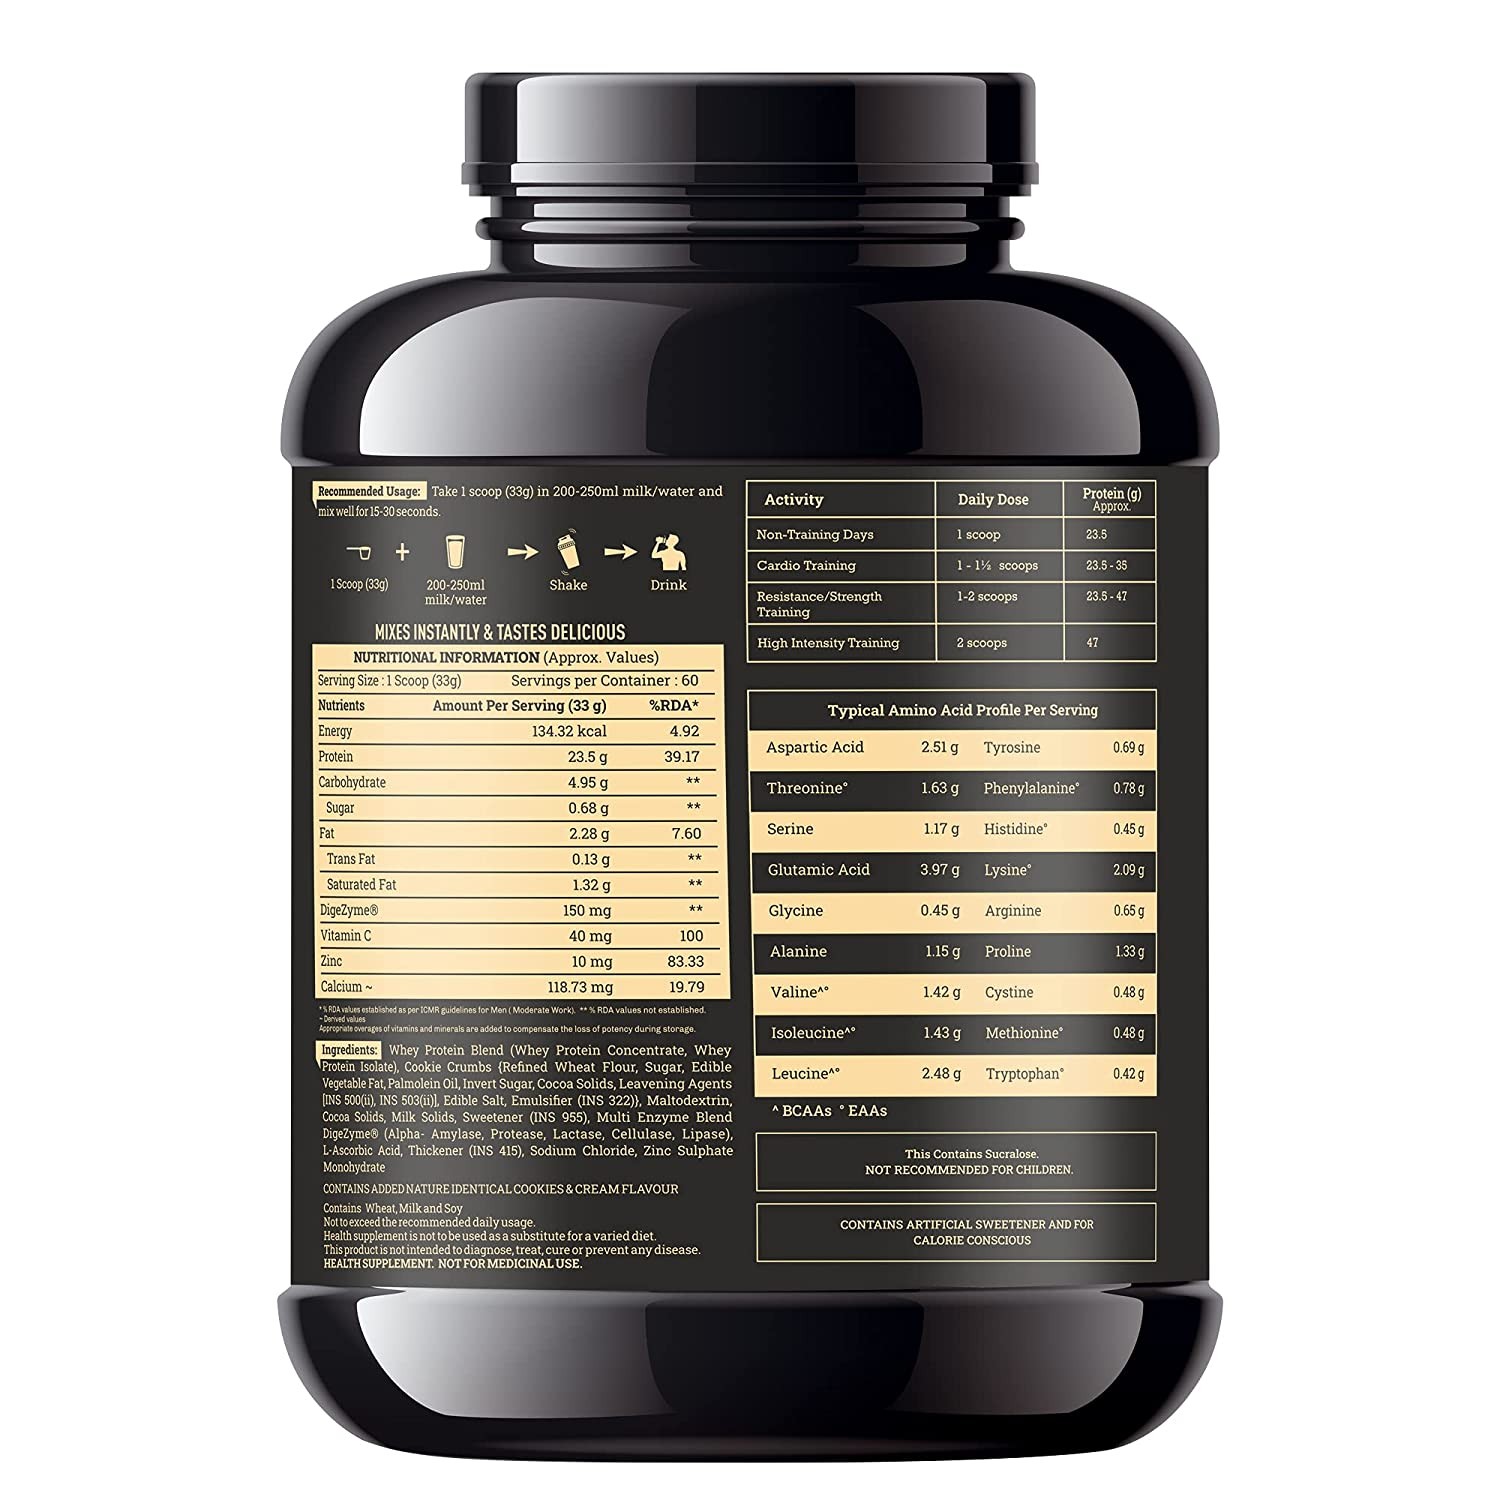 Recommended Usage: Take 1 scoop (33g) in 200-250ml milk/water and
mix well for 15-30 seconds.
1 Scoop (33g)
+
200-250ml
milk/water
Shake
Drink
MIXES INSTANTLY & TASTES DELICIOUS
NUTRITIONAL INFORMATION (Approx. Values)
Serving Size : 1 Scoop (33g) Servings per Container : 60
Nutrients Amount Per Serving (33 g) %RDA*
Energy 134.32 kcal 4.92
Protein 23.5 g 39.17
Carbohydrate 4.95 g **
Sugar 0.68 g **
Fat 2.28 g 7.60
Trans Fat 0.13 g **
Saturated Fat 1.32 g **
DigeZyme® 150 mg **
Vitamin C 40 mg 100
Zinc 10 mg 83.33
Calcium ~ 118.73 mg 19.79
* % RDA values established as per ICMR guidelines for Men ( Moderate Work). ** % RDA values not established.
~ Derived values
Appropriate overages of vitamins and minerals are added to compensate the loss of potency during storage.
Ingredients: Whey Protein Blend (Whey Protein Concentrate, Whey
Protein Isolate), Cookie Crumbs {Refined Wheat Flour, Sugar, Edible
Vegetable Fat, Palmolein Oil, Invert Sugar, Cocoa Solids, Leavening Agents
[INS 500(ii), INS 503(ii)], Edible Salt, Emulsifier (INS 322)}, Maltodextrin,
Cocoa Solids, Milk Solids, Sweetener (INS 955), Multi Enzyme Blend
DigeZyme® (Alpha- Amylase, Protease, Lactase, Cellulase, Lipase),
L-Ascorbic Acid, Thickener (INS 415), Sodium Chloride, Zinc Sulphate
Monohydrate
CONTAINS ADDED NATURE IDENTICAL COOKIES & CREAM FLAVOUR
Contains Wheat, Milk and Soy
Not to exceed the recommended daily usage.
Health supplement is not to be used as a substitute for a varied diet.
This product is not intended to diagnose, treat, cure or prevent any disease.
HEALTH SUPPLEMENT. NOT FOR MEDICINAL USE.
Activity Daily Dose Protein (g)
Approx.
Non-Training Days 1 scoop 23.5
Cardio Training 1 - 1½ scoops 23.5 - 35
Resistance/Strength 1-2 scoops 23.5 - 47
Training
High Intensity Training 2 scoops 47
Typical Amino Acid Profile Per Serving
Aspartic Acid 2.51 g Tyrosine 0.69 g
Threonine° 1.63 g Phenylalanine° 0.78 g
Serine 1.17 g Histidine° 0.45 g
Glutamic Acid 3.97 g Lysine° 2.09 g
Glycine 0.45 g Arginine 0.65 g
Alanine 1.15 g Proline 1.33 g
Valine^° 1.42 g Cystine 0.48 g
Isoleucine^° 1.43 g Methionine° 0.48 g
Leucine^° 2.48 g Tryptophan° 0.42 g
^ BCAAs ° EAAs
This Contains Sucralose.
NOT RECOMMENDED FOR CHILDREN.
CONTAINS ARTIFICIAL SWEETENER AND FOR
CALORIE CONSCIOUS